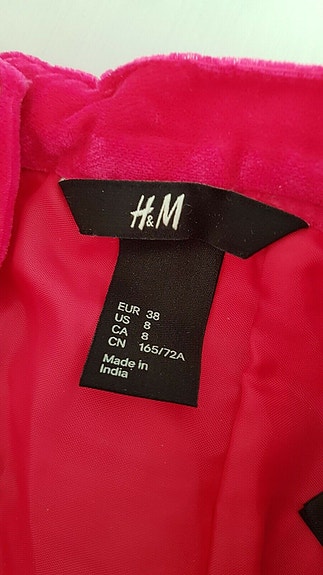 H&M
EUR 38
US 8
CA 8
CN 165/72A
Made in
India